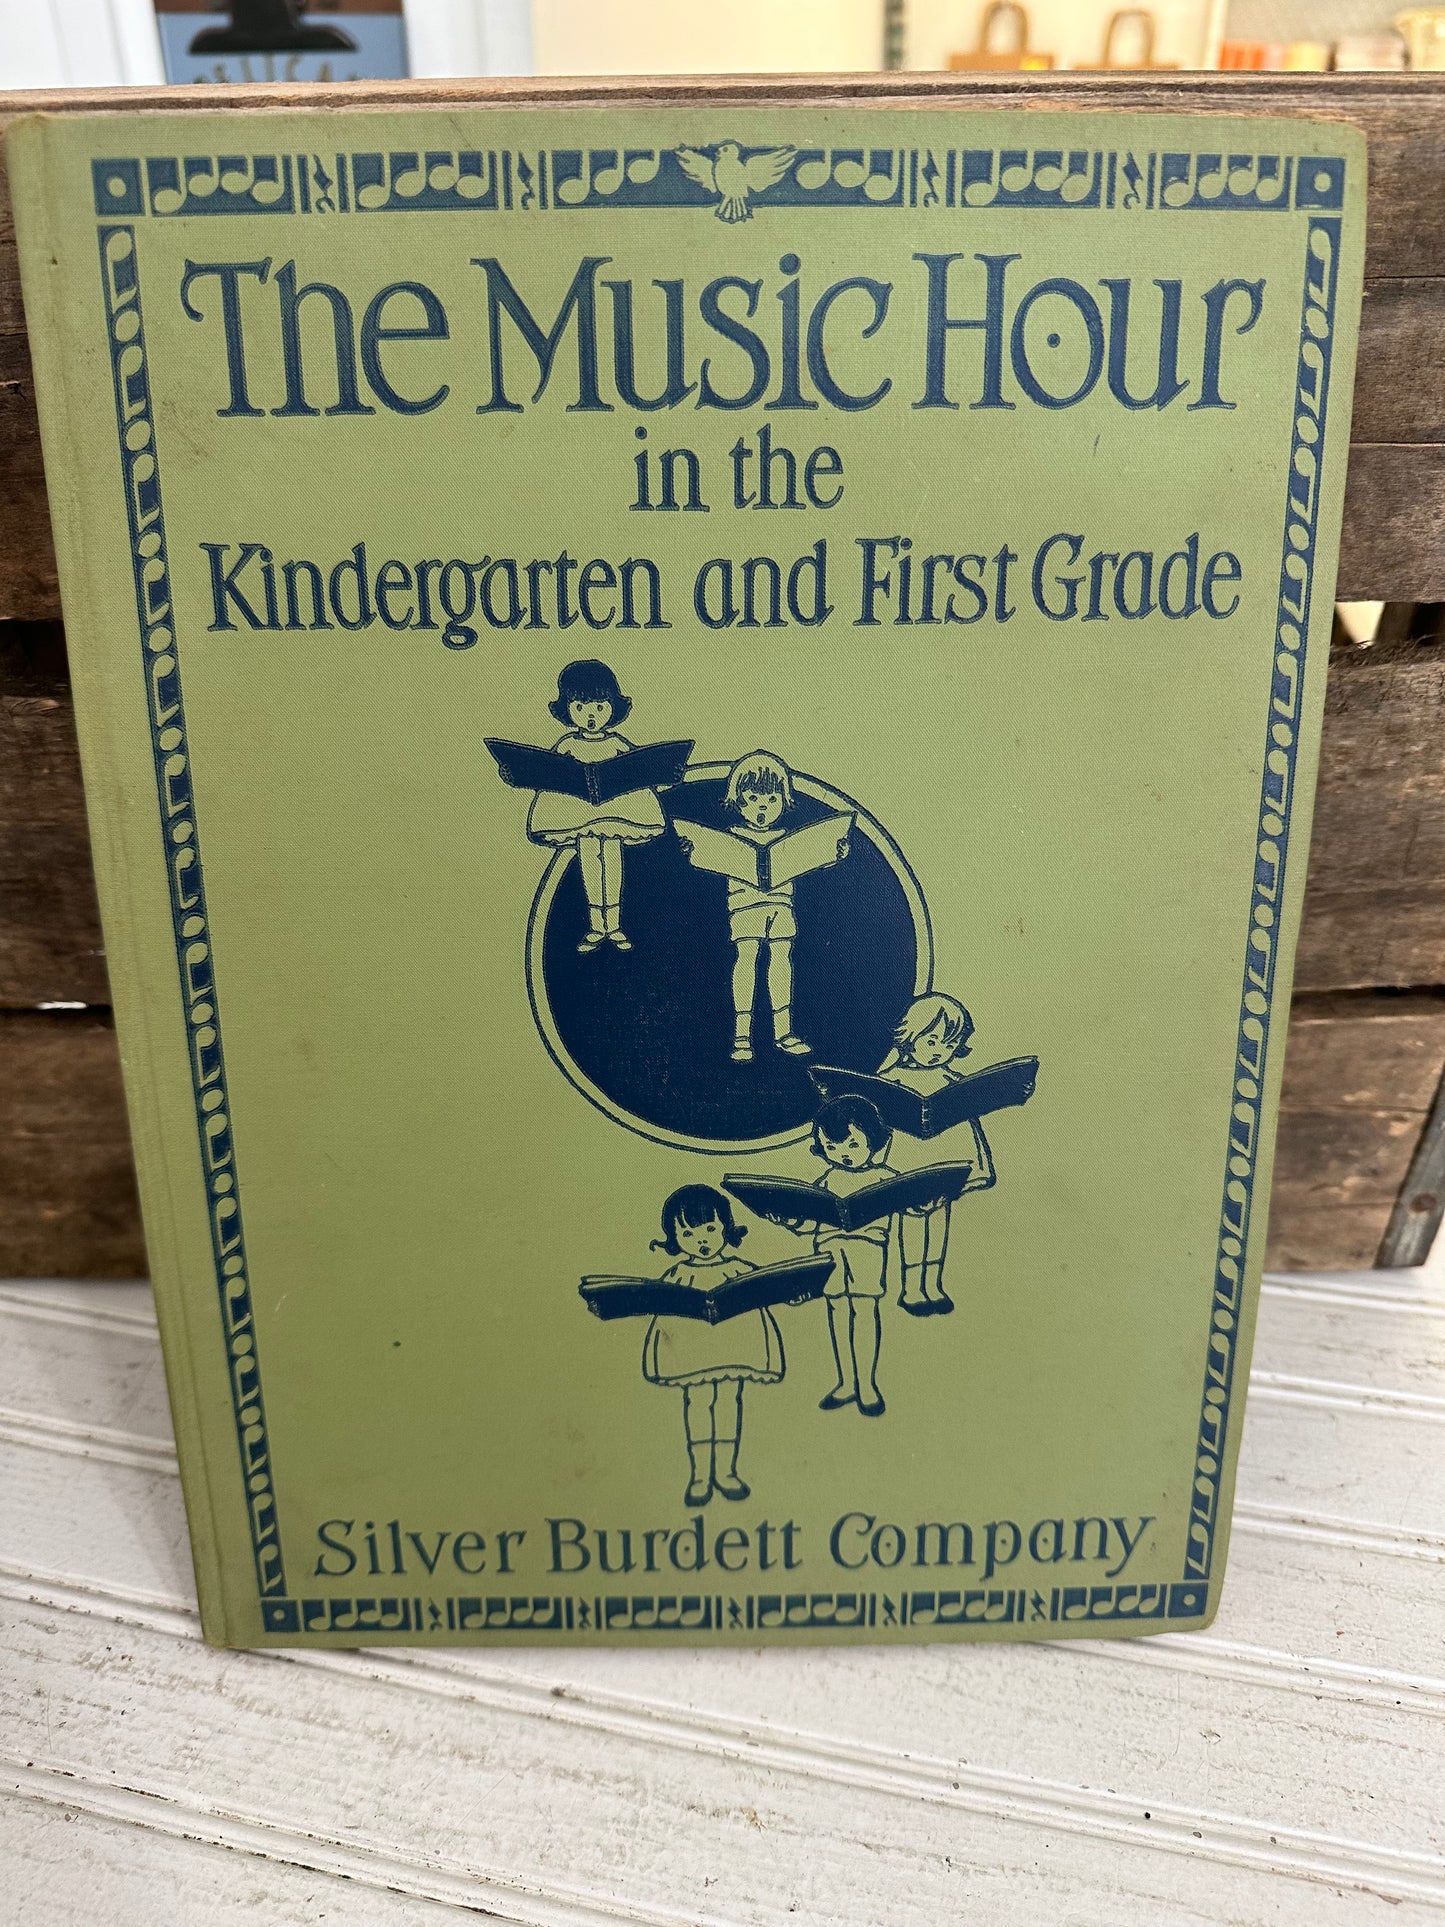 The Music Hour
in the
Kindergarten and First Grade
Silver Burdett Company